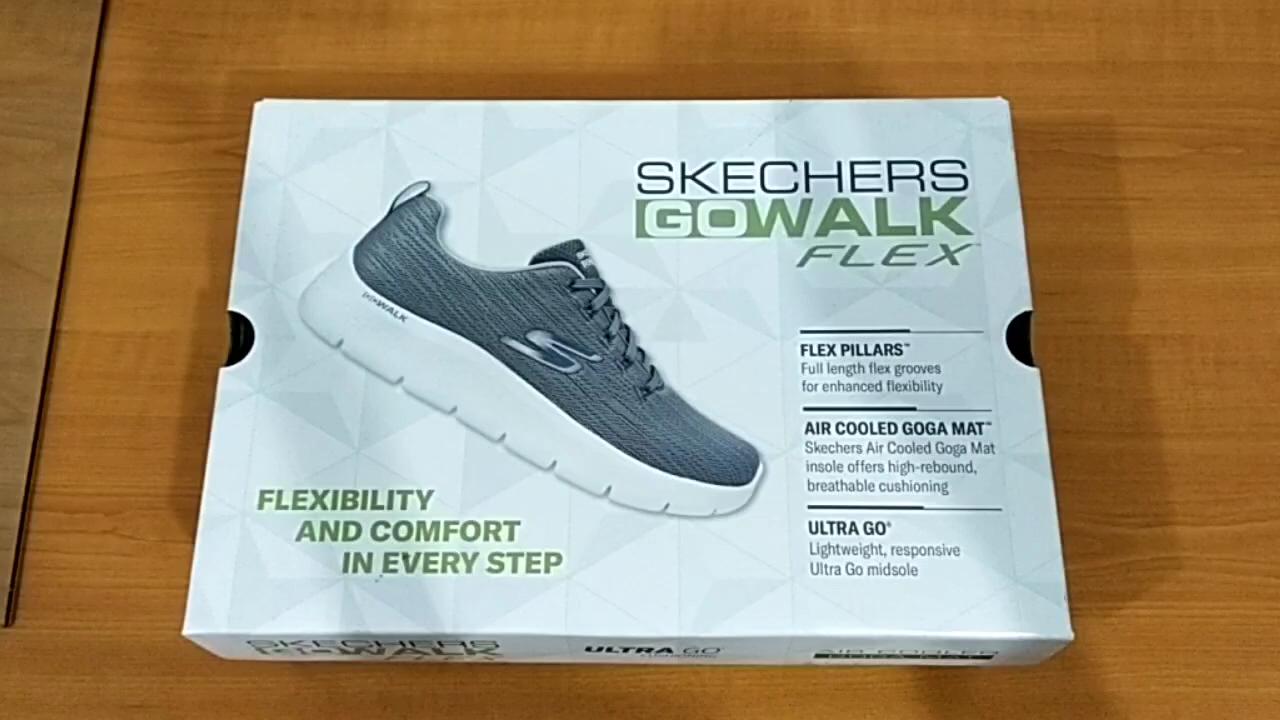 SKECHERS
GOWALK
FLEX
GOWALK
FLEX PILLARS™
Full length flex grooves
for enhanced flexibility
AIR COOLED GOGA MAT™
Skechers Air Cooled Goga Mat
insole offers high-rebound,
breathable cushioning
ULTRA GO®
Lightweight, responsive
Ultra Go midsole
FLEXIBILITY
AND COMFORT
IN EVERY STEP
SKECHERS
GOWALK
FLEX
ULTRA GO
AIR COOLED